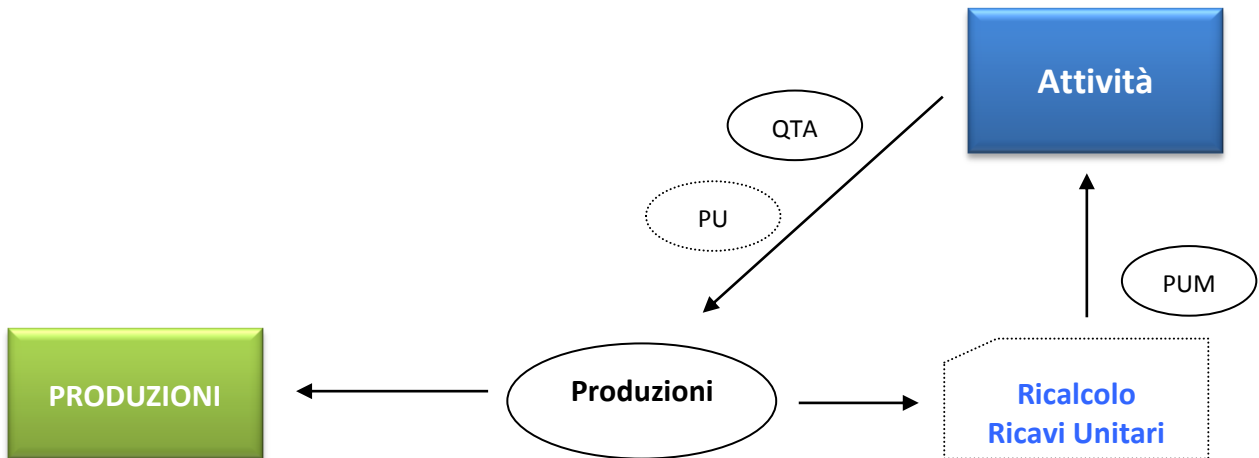 Attività
QTA
PU
PUM
PRODUZIONI
Produzioni
Ricalcolo
Ricavi Unitari